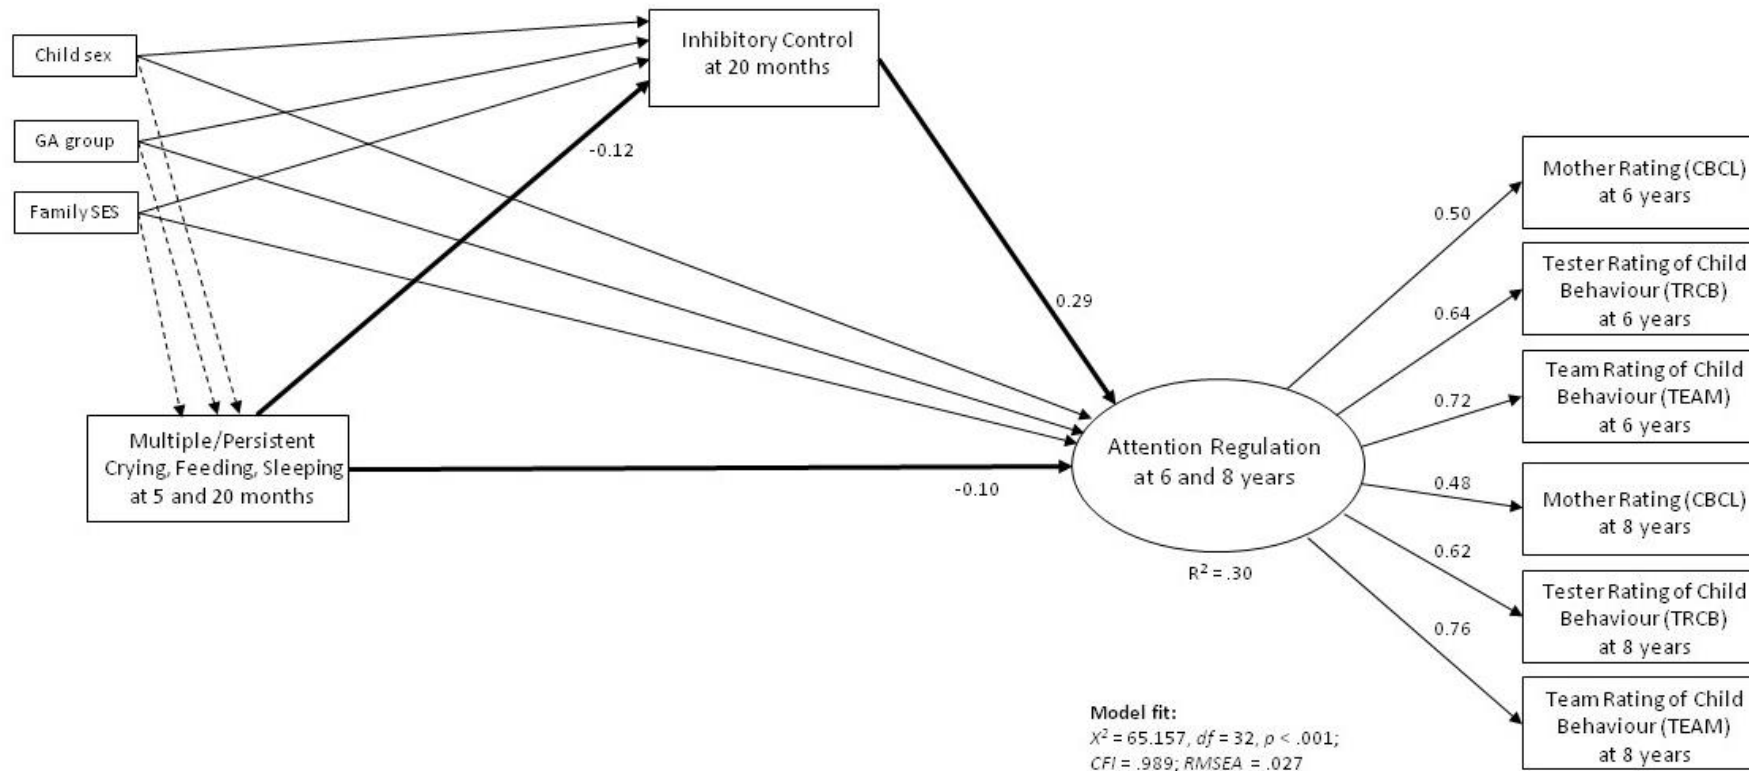 Child sex
GA group
Family SES
Inhibitory Control
at 20 months
-0.12
0.29
Multiple/Persistent
Crying, Feeding, Sleeping
at 5 and 20 months
-0.10
Attention Regulation
at 6 and 8 years
R² = .30
0.50
0.64
0.72
0.48
0.62
0.76
Mother Rating (CBCL)
at 6 years
Tester Rating of Child
Behaviour (TRCB)
at 6 years
Team Rating of Child
Behaviour (TEAM)
at 6 years
Mother Rating (CBCL)
at 8 years
Tester Rating of Child
Behaviour (TRCB)
at 8 years
Team Rating of Child
Behaviour (TEAM)
at 8 years
Model fit:
X² = 65.157, df = 32, p < .001;
CFI = .989; RMSEA = .027